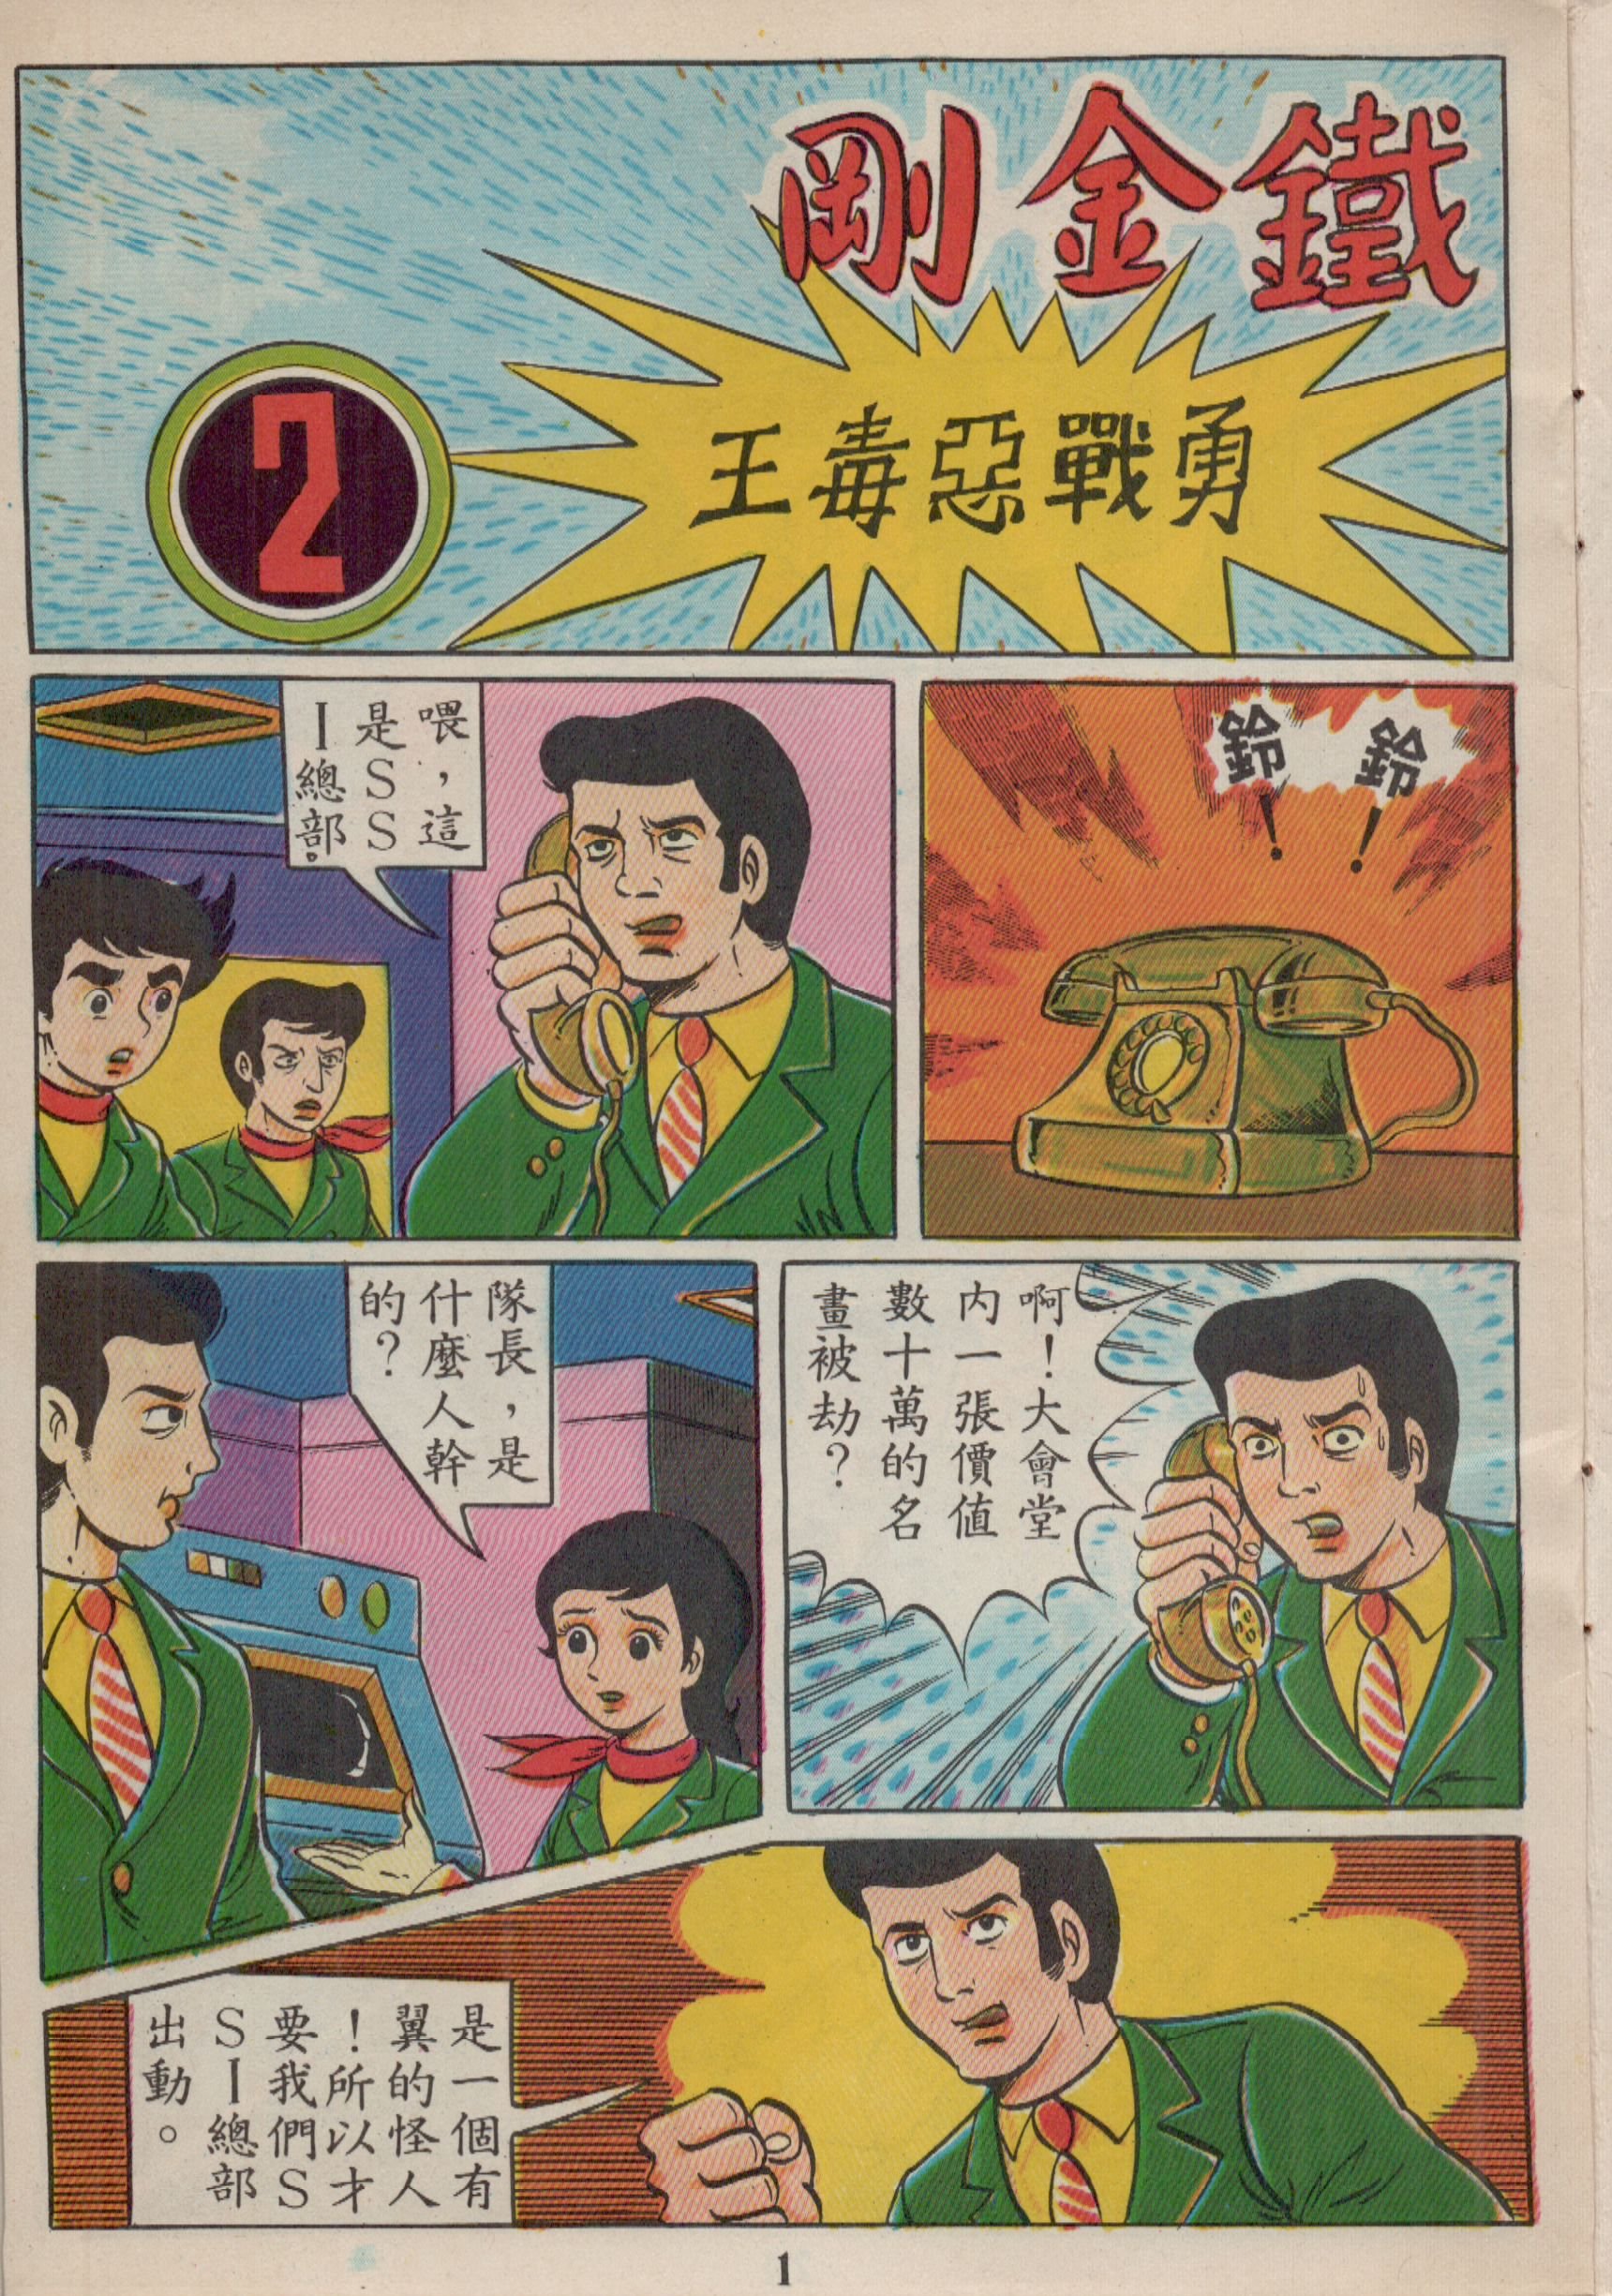 鐵金剛
2
勇戰惡毒王
鈴！
鈴！
喂，這
是ＳＳ
Ｉ總部。
啊！大會堂
内一張價值
數十萬的名
畫被劫？
隊長，是
什麼人幹
的？
是一個有
翼的怪人
！所以才
要我們Ｓ
ＳＩ總部
出動。
1